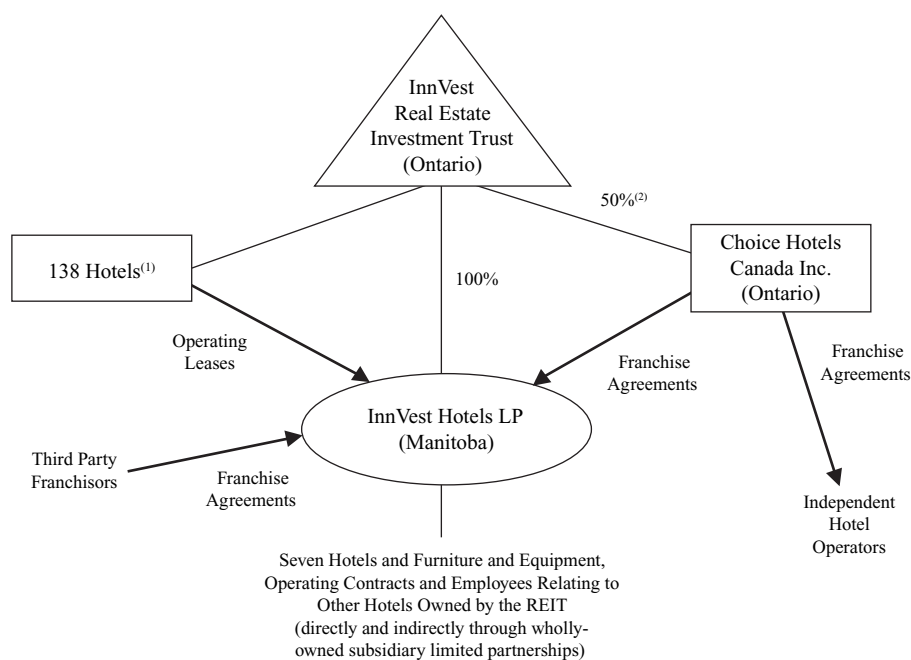 InnVest
Real Estate
Investment Trust
(Ontario)
50%(2)
138 Hotels(1)
Choice Hotels
Canada Inc.
(Ontario)
100%
Operating
Leases
Franchise
Agreements
Franchise
Agreements
InnVest Hotels LP
(Manitoba)
Third Party
Franchisors
Franchise
Agreements
Independent
Hotel
Operators
Seven Hotels and Furniture and Equipment,
Operating Contracts and Employees Relating to
Other Hotels Owned by the REIT
(directly and indirectly through wholly-
owned subsidiary limited partnerships)